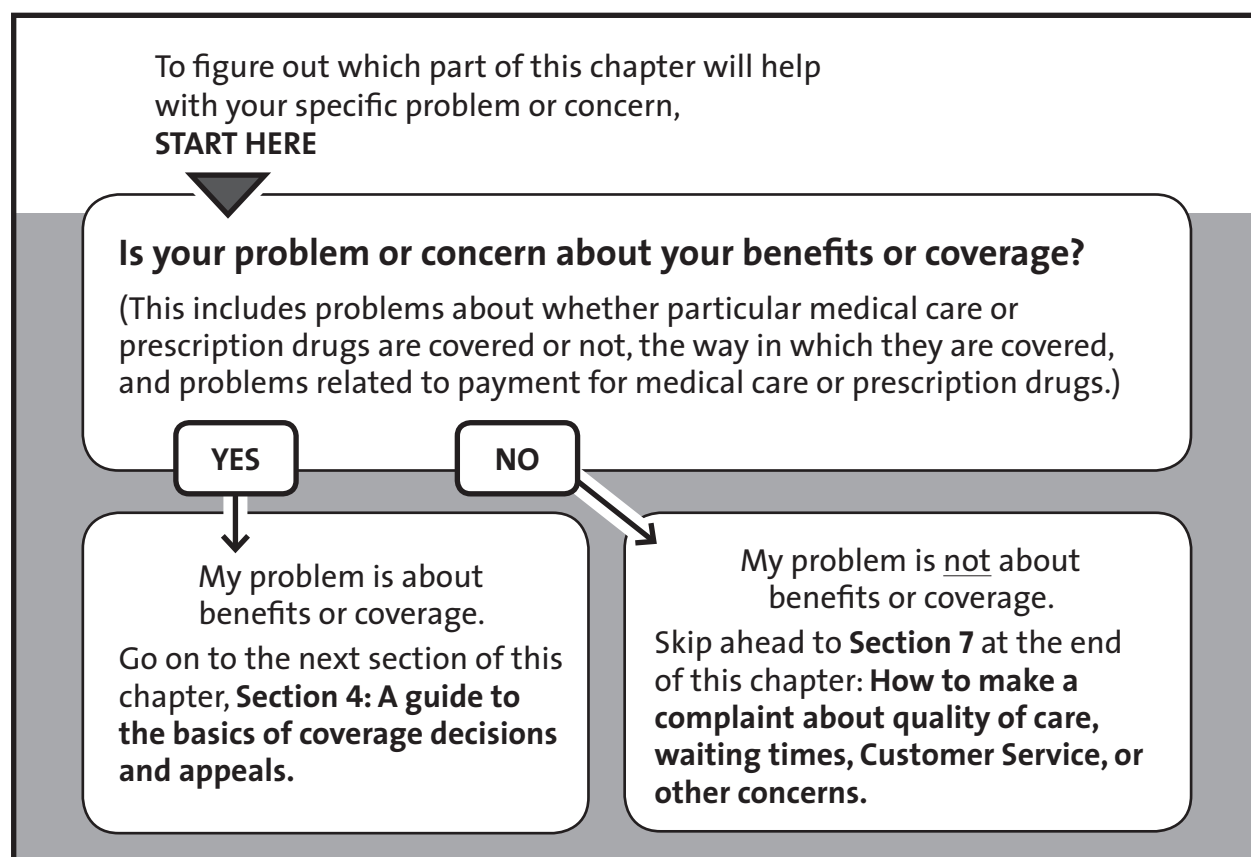 To figure out which part of this chapter will help
with your specific problem or concern,
START HERE
Is your problem or concern about your benefits or coverage?
(This includes problems about whether particular medical care or
prescription drugs are covered or not, the way in which they are covered,
and problems related to payment for medical care or prescription drugs.)
YES
NO
My problem is about
benefits or coverage.
Go on to the next section of this
chapter, Section 4: A guide to
the basics of coverage decisions
and appeals.
My problem is not about
benefits or coverage.
Skip ahead to Section 7 at the end
of this chapter: How to make a
complaint about quality of care,
waiting times, Customer Service, or
other concerns.